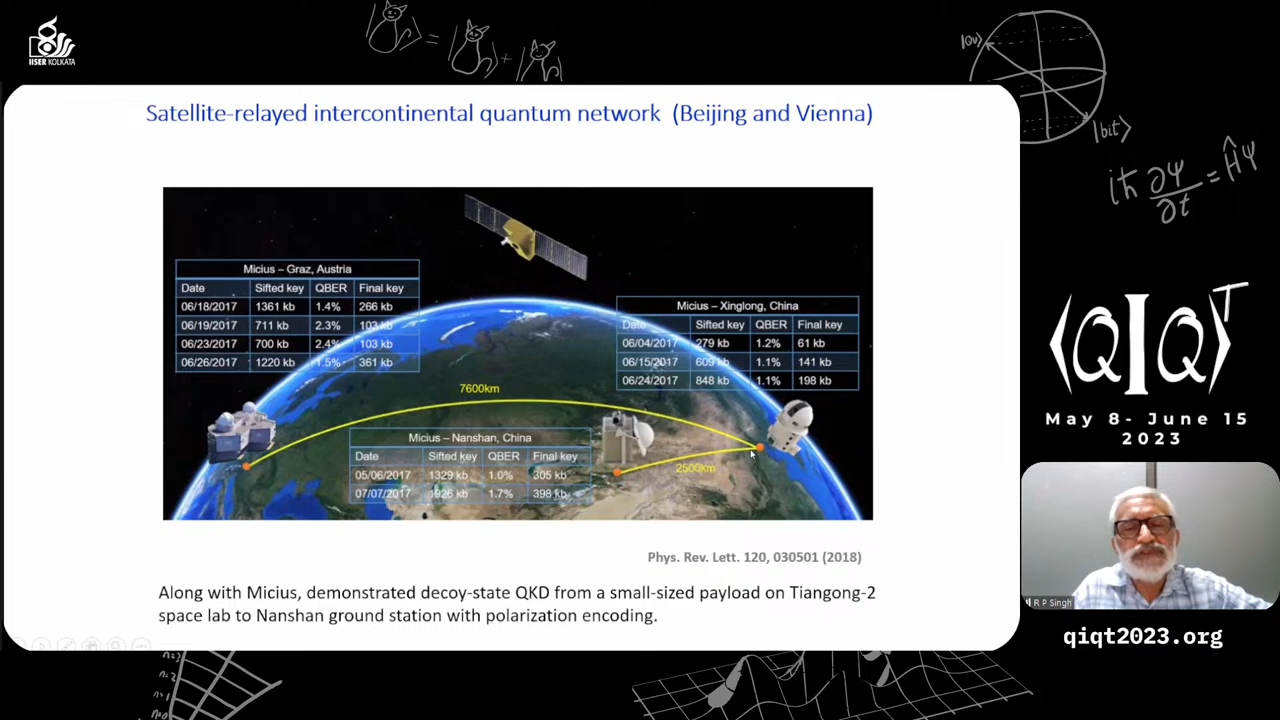 IISER KOLKATA
Satellite-relayed intercontinental quantum network (Beijing and Vienna)
Micius – Graz, Austria
Date Sifted key QBER Final key
06/18/2017 1361 kb 1.4% 266 kb
06/19/2017 711 kb 2.3% 103 kb
06/23/2017 700 kb 2.4% 103 kb
06/26/2017 1220 kb 1.5% 361 kb
Micius – Xinglong, China
Date Sifted key QBER Final key
06/04/2017 279 kb 1.2% 61 kb
06/15/2017 609 kb 1.1% 141 kb
06/24/2017 848 kb 1.1% 198 kb
7600km
Micius – Nanshan, China
Date Sifted key QBER Final key
05/06/2017 1329 kb 1.0% 305 kb
07/07/2017 1926 kb 1.7% 398 kb
2500km
Phys. Rev. Lett. 120, 030501 (2018)
Along with Micius, demonstrated decoy-state QKD from a small-sized payload on Tiangong-2
space lab to Nanshan ground station with polarization encoding.
|bit⟩
iħ ∂ψ/∂t = Ĥψ
⟨Q|Q⟩T
May 8- June 15
2023
R P Singh
qiqt2023.org
n=2
n=1
n=0